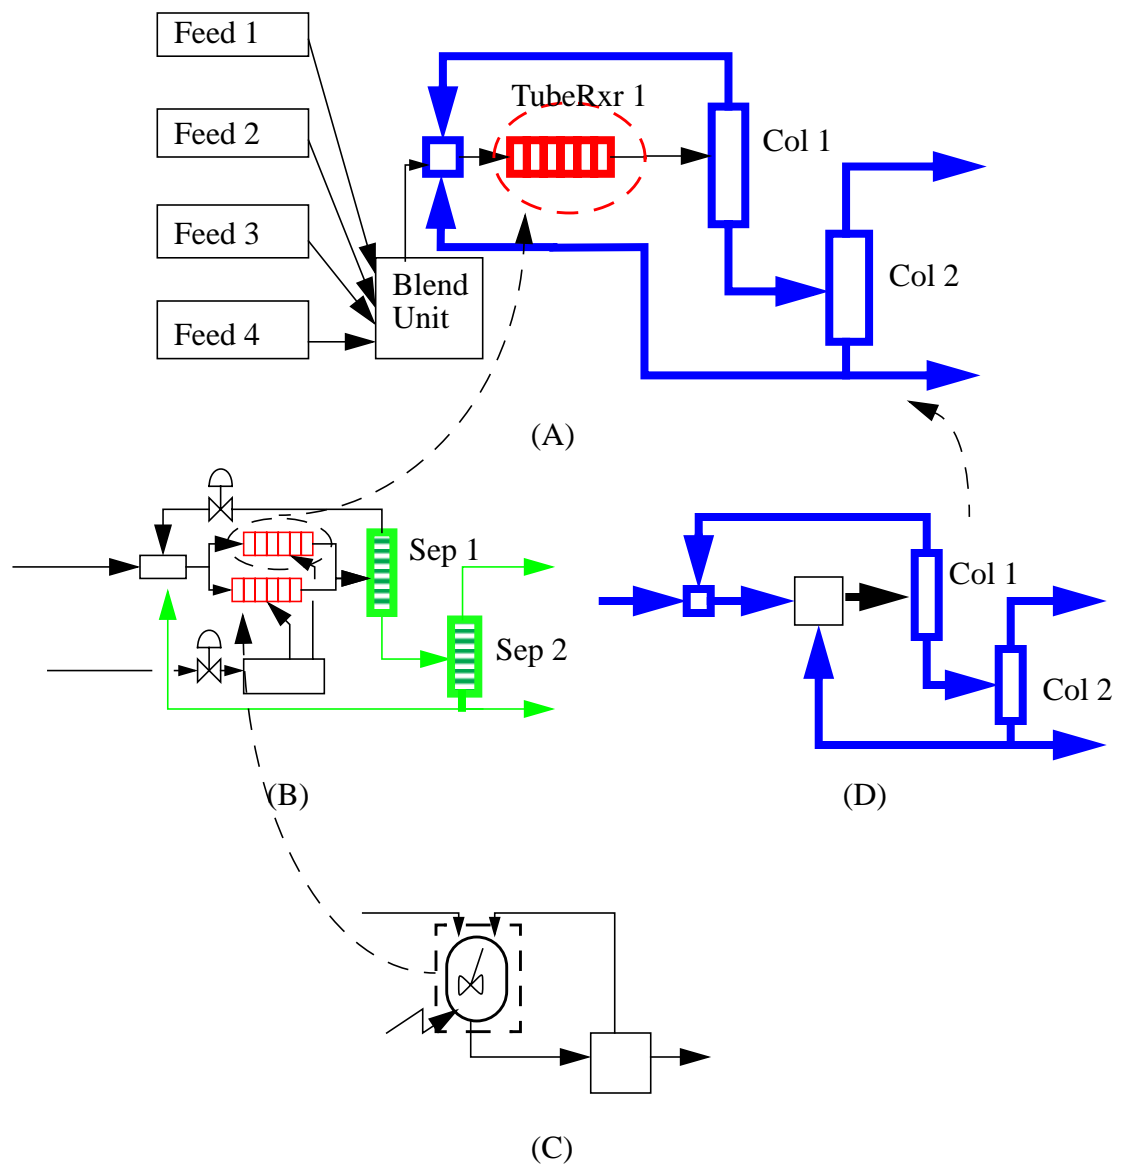 Feed 1
TubeRxr 1
Feed 2
Col 1
Feed 3
Col 2
Blend
Unit
Feed 4
(A)
Sep 1
Col 1
Sep 2
Col 2
(B)
(D)
(C)